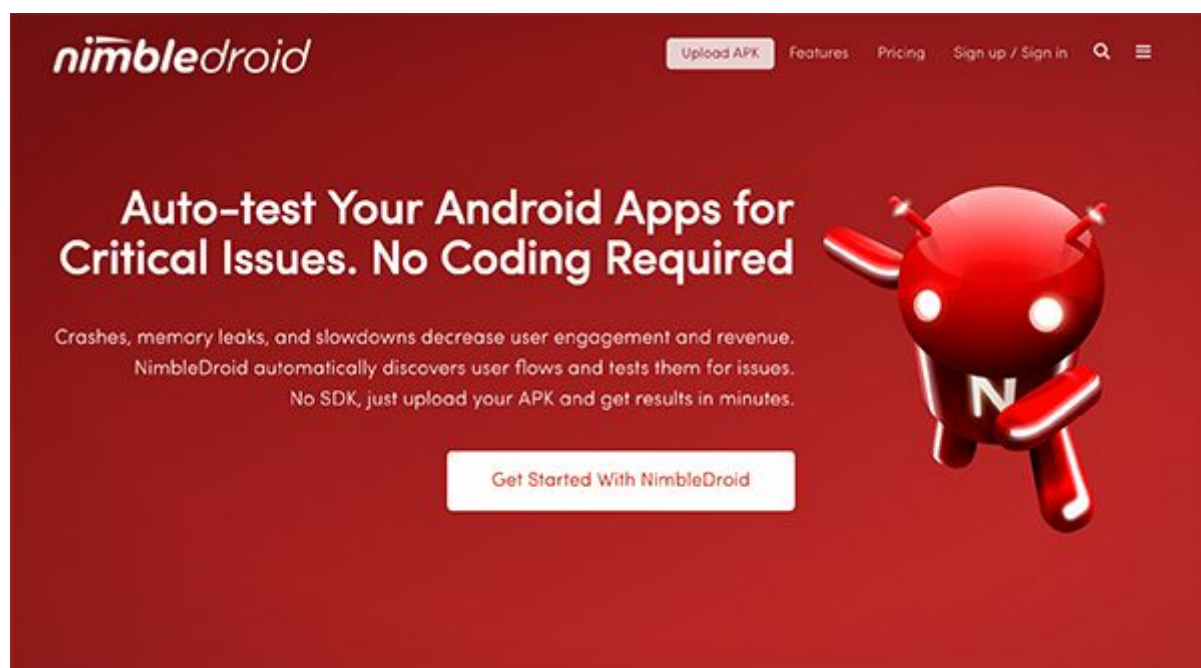 nimbledroid
Upload APK
Features
Pricing
Sign up / Sign in
Auto-test Your Android Apps for
Critical Issues. No Coding Required
Crashes, memory leaks, and slowdowns decrease user engagement and revenue.
NimbleDroid automatically discovers user flows and tests them for issues.
No SDK, just upload your APK and get results in minutes.
Get Started With NimbleDroid
N